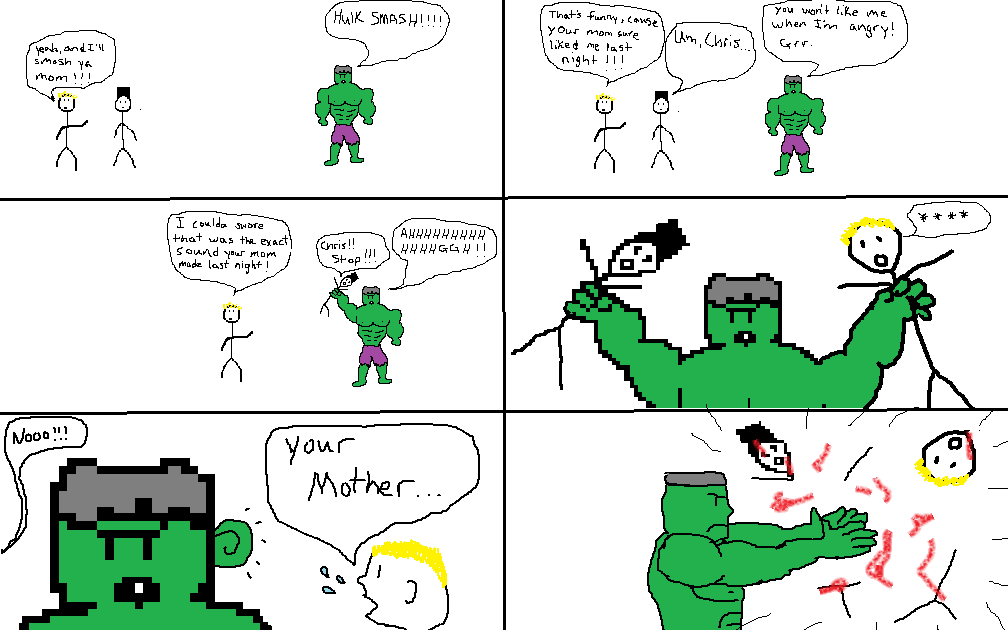 yeah, and I'll
smash ya
mom !!!
HulK SMASH!!!!
That's funny, cause
your mom sure
liked me last
night !!!
Um, Chris...
you won't like me
when I'm angry!
Grr.
I coulda swore
that was the exact
sound your mom
made last night!
Chris!!
Stop !!!
AHHHHHHHHH
HHHHGGH!!
****
Nooo!!!
your
Mother...